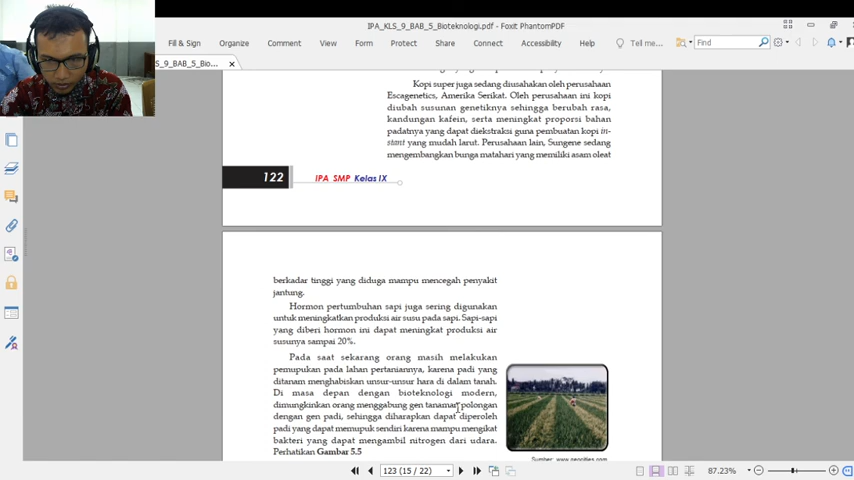 IPA_KLS_9_BAB_5_Bioteknologi.pdf - Foxit PhantomPDF
Fill & Sign Organize Comment View Form Protect Connect Accessibility Help Tell me... Find
S_9_BAB_5_Bio...
Kopi super juga sedang diusahakan oleh perusahaan
Escagenetics, Amerika Serikat. Oleh perusahaan ini kopi
diubah susunan genetiknya sehingga berubah rasa,
kandungan kafein, serta meningkat proporsi bahan
padatnya yang dapat diekstraksi guna pembuatan kopi in-
stant yang mudah larut. Perusahaan lain, Sungene sedang
mengembangkan bunga matahari yang memiliki asam oleat
122 IPA SMP Kelas IX
berkadar tinggi yang diduga mampu mencegah penyakit
jantung.
Hormon pertumbuhan sapi juga sering digunakan
untuk meningkatkan produksi air susu pada sapi. Sapi-sapi
yang diberi hormon ini dapat meningkat produksi air
susunya sampai 20%.
Pada saat sekarang orang masih melakukan
pemupukan pada lahan pertaniannya, karena padi yang
ditanam menghabiskan unsur-unsur hara di dalam tanah.
Di masa depan dengan bioteknologi modern,
dimungkinkan orang menggabung gen tanaman polongan
dengan gen padi, sehingga diharapkan dapat diperoleh
padi yang dapat memupuk sendiri karena mampu mengikat
bakteri yang dapat mengambil nitrogen dari udara.
Perhatikan Gambar 5.5
Sumber: www.geocities.com
123 (15 / 22) 87.23%